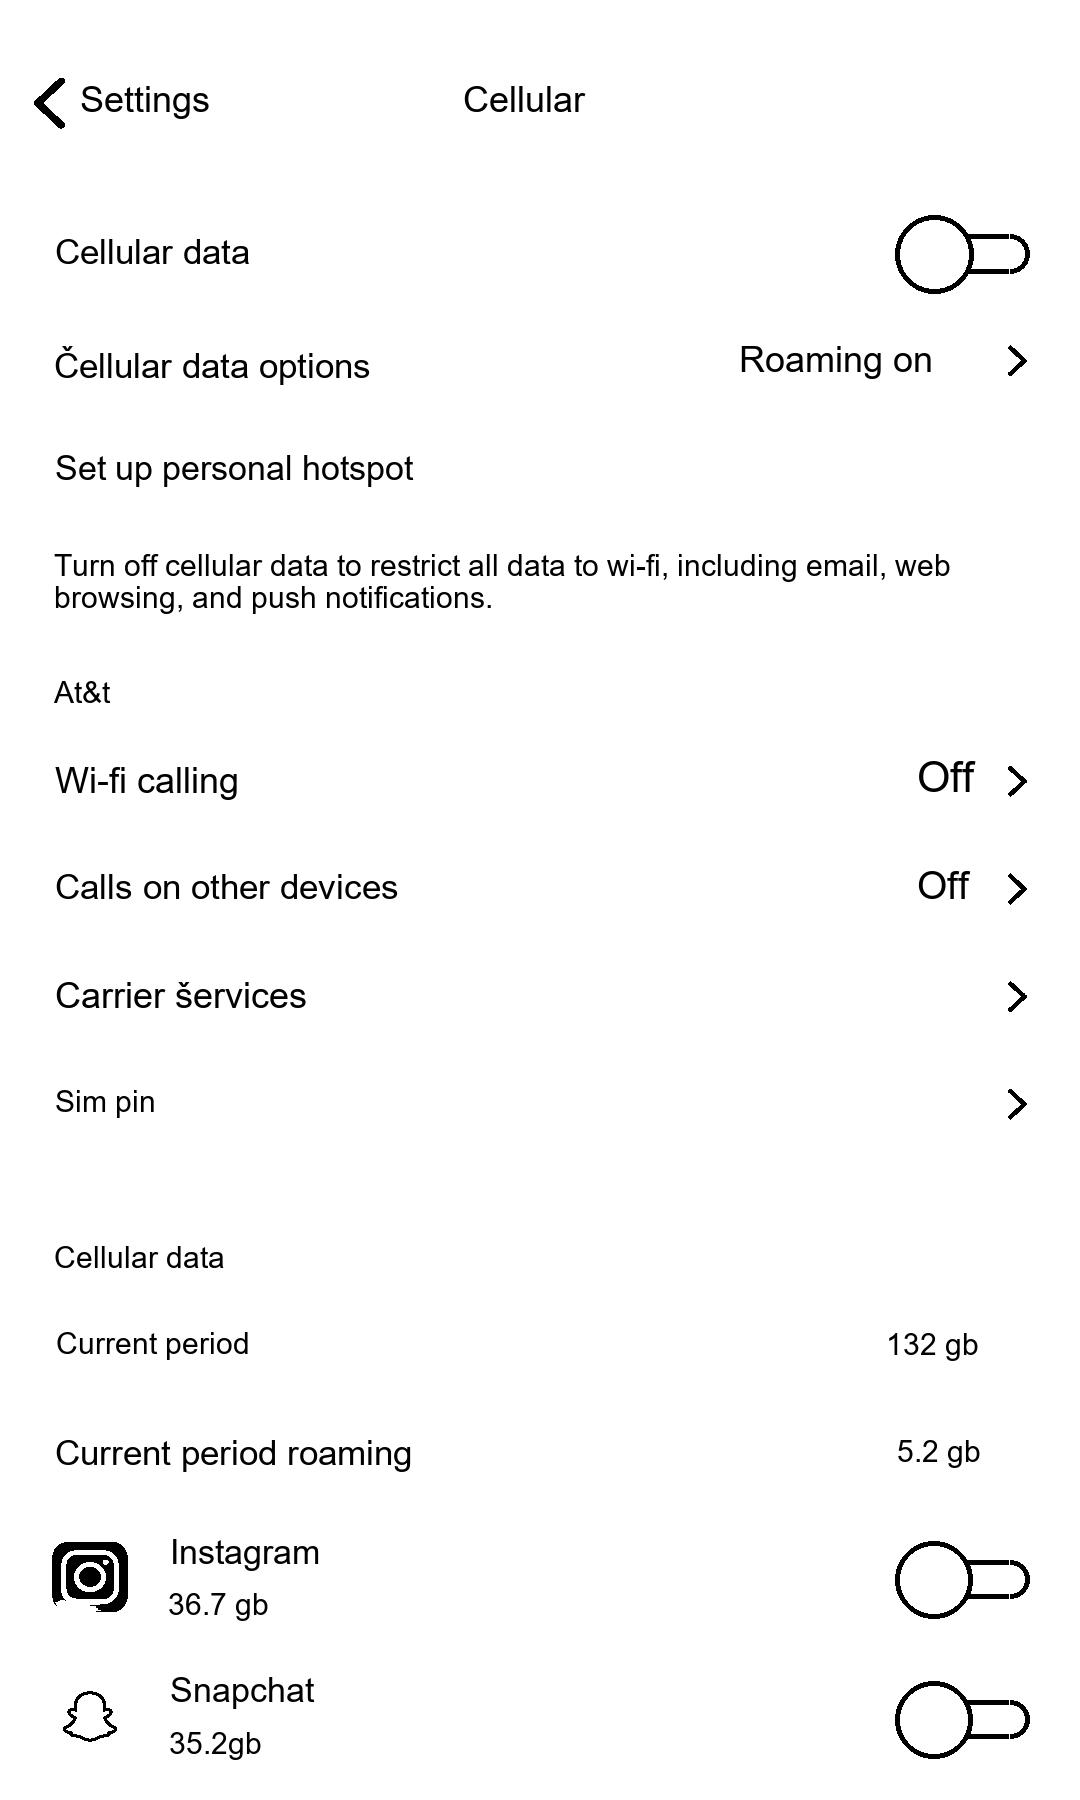 Settings
Cellular
Cellular data
Čellular data options
Roaming on
Set up personal hotspot
Turn off cellular data to restrict all data to wi-fi, including email, web
browsing, and push notifications.
At&t
Wi-fi calling
Off
Calls on other devices
Off
Carrier šervices
Sim pin
Cellular data
Current period
132 gb
Current period roaming
5.2 gb
Instagram
36.7 gb
Snapchat
35.2gb